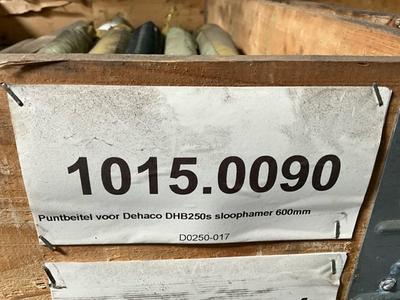 1015.0090
Puntbeitel voor Dehaco DHB250s sloophamer 600mm
D0250-017